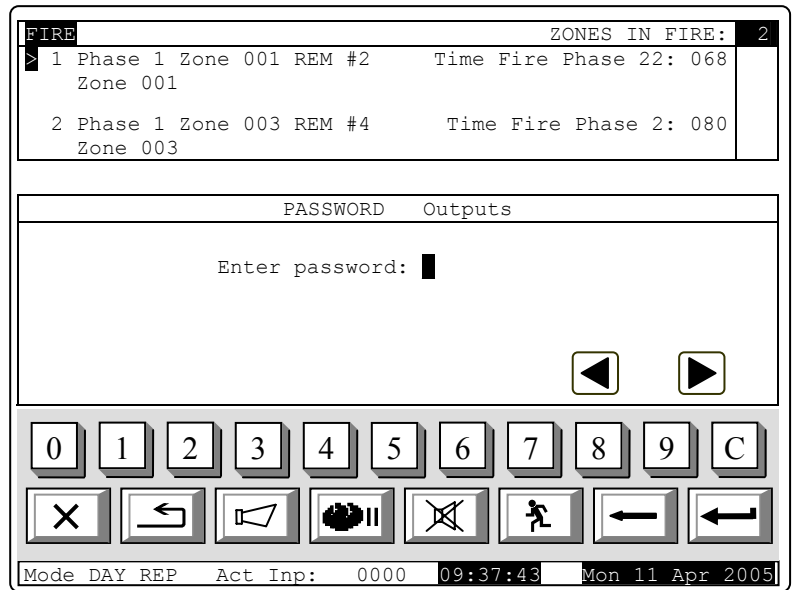 FIRE ZONES IN FIRE: 2
> 1 Phase 1 Zone 001 REM #2 Time Fire Phase 22: 068
Zone 001
2 Phase 1 Zone 003 REM #4 Time Fire Phase 2: 080
Zone 003
PASSWORD Outputs
Enter password:
0 1 2 3 4 5 6 7 8 9 C
Mode DAY REP Act Inp: 0000 09:37:43 Mon 11 Apr 2005